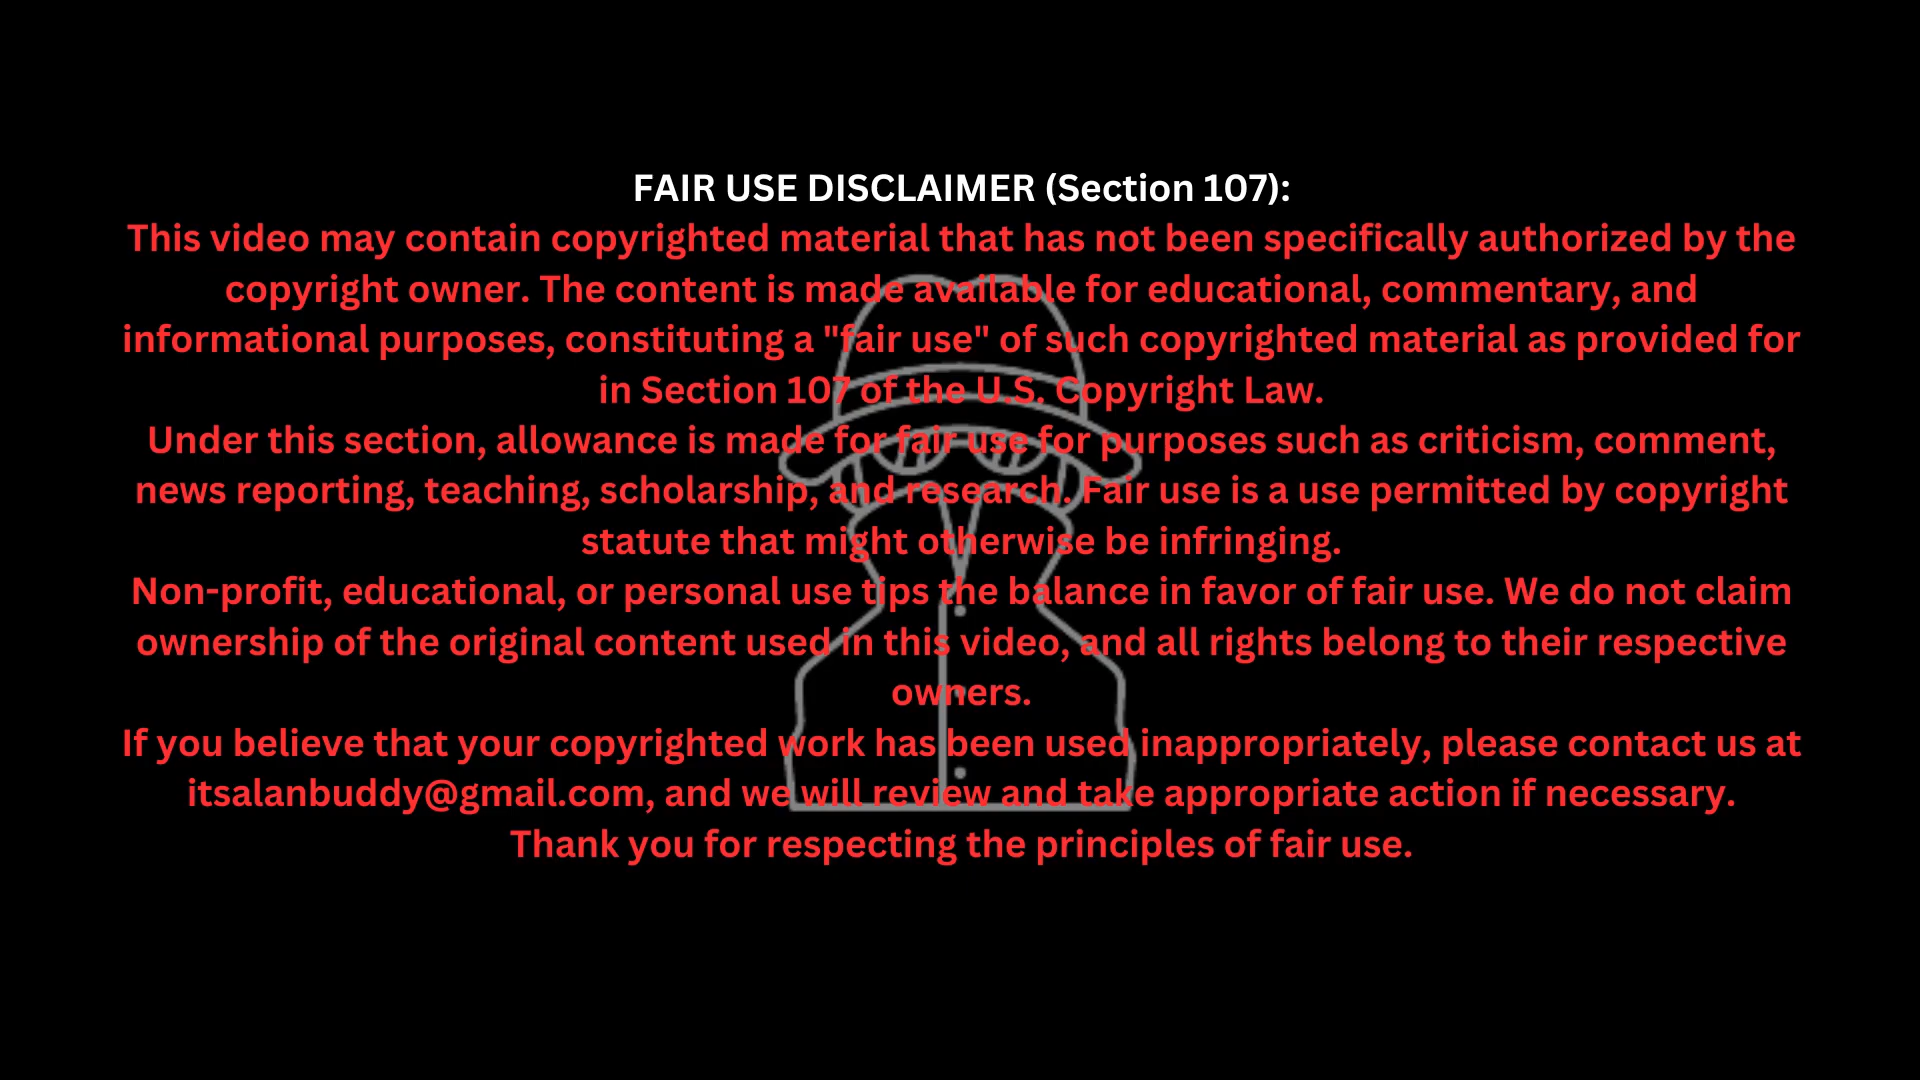 FAIR USE DISCLAIMER (Section 107):
This video may contain copyrighted material that has not been specifically authorized by the
copyright owner. The content is made available for educational, commentary, and
informational purposes, constituting a "fair use" of such copyrighted material as provided for
in Section 107 of the U.S. Copyright Law.
Under this section, allowance is made for fair use for purposes such as criticism, comment,
news reporting, teaching, scholarship, and research. Fair use is a use permitted by copyright
statute that might otherwise be infringing.
Non-profit, educational, or personal use tips the balance in favor of fair use. We do not claim
ownership of the original content used in this video, and all rights belong to their respective
owners.
If you believe that your copyrighted work has been used inappropriately, please contact us at
itsalanbuddy@gmail.com, and we will review and take appropriate action if necessary.
Thank you for respecting the principles of fair use.